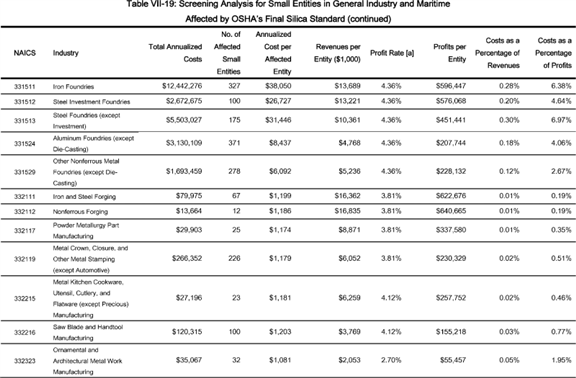 Table VII-19: Screening Analysis for Small Entities in General Industry and Maritime
Affected by OSHA's Final Silica Standard (continued)
NAICS Industry Total Annualized Costs No. of Affected Small Entities Annualized Cost per Affected Entity Revenues per Entity ($1,000) Profit Rate [a] Profits per Entity Costs as a Percentage of Revenues Costs as a Percentage of Profits
331511 Iron Foundries $12,442,276 327 $38,050 $13,689 4.36% $596,447 0.28% 6.38%
331512 Steel Investment Foundries $2,672,675 100 $26,727 $13,221 4.36% $576,068 0.20% 4.64%
331513 Steel Foundries (except Investment) $5,503,027 175 $31,446 $10,361 4.36% $451,441 0.30% 6.97%
331524 Aluminum Foundries (except Die-Casting) $3,130,109 371 $8,437 $4,768 4.36% $207,744 0.18% 4.06%
331529 Other Nonferrous Metal Foundries (except Die-Casting) $1,693,459 278 $6,092 $5,236 4.36% $228,132 0.12% 2.67%
332111 Iron and Steel Forging $79,975 67 $1,199 $16,362 3.81% $622,676 0.01% 0.19%
332112 Nonferrous Forging $13,664 12 $1,186 $16,835 3.81% $640,665 0.01% 0.19%
332117 Powder Metallurgy Part Manufacturing $29,903 25 $1,174 $8,871 3.81% $337,580 0.01% 0.35%
332119 Metal Crown, Closure, and Other Metal Stamping (except Automotive) $266,352 226 $1,179 $6,052 3.81% $230,329 0.02% 0.51%
332215 Metal Kitchen Cookware, Utensil, Cutlery, and Flatware (except Precious) Manufacturing $27,196 23 $1,181 $6,259 4.12% $257,752 0.02% 0.46%
332216 Saw Blade and Handtool Manufacturing $120,315 100 $1,203 $3,769 4.12% $155,218 0.03% 0.77%
332323 Ornamental and Architectural Metal Work Manufacturing $35,067 32 $1,081 $2,053 2.70% $55,457 0.05% 1.95%